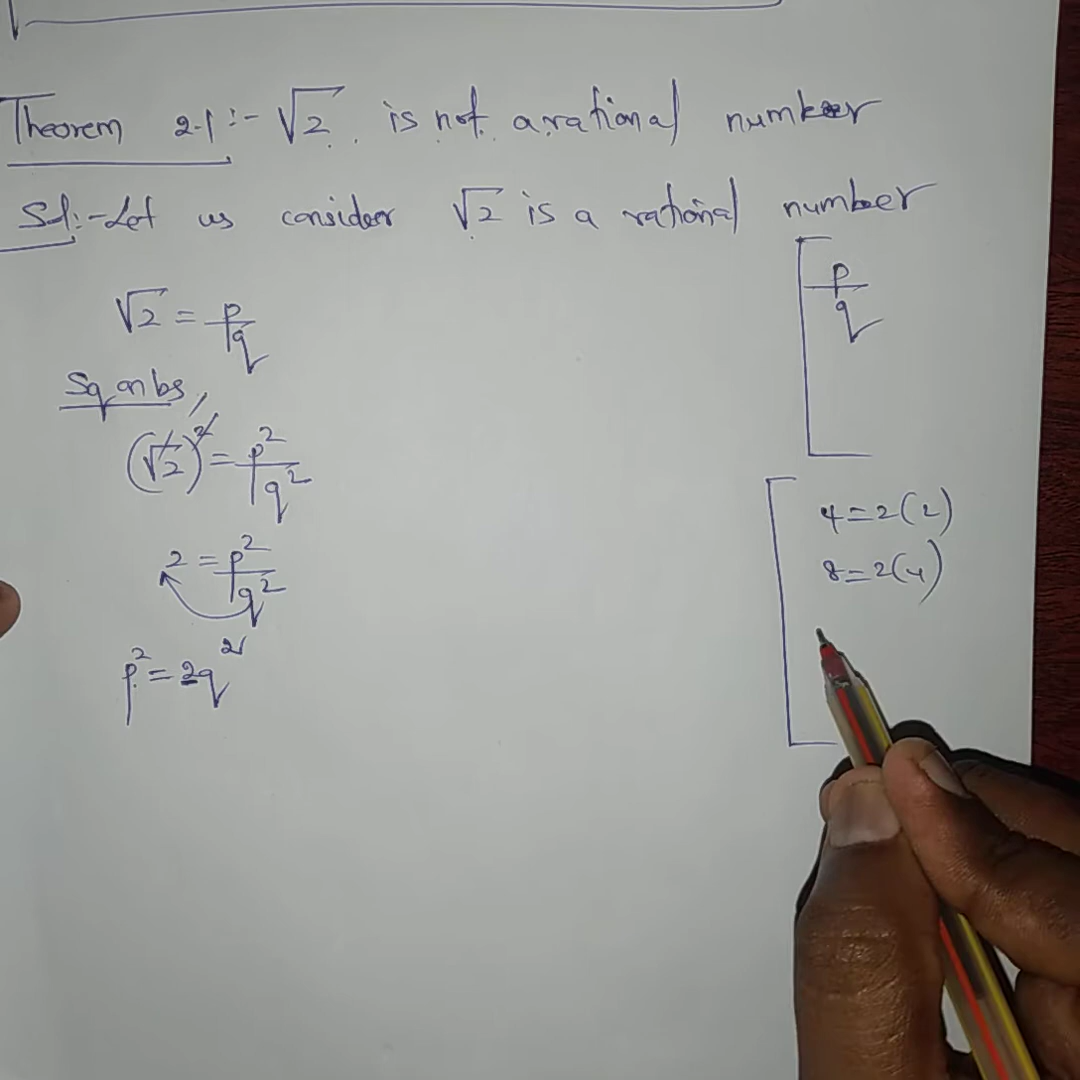 Theorem 2.1 :- √2 is not a rational number
Sol:- Let us consider √2 is a rational number
√2 = p/q
p/q
Sq on bs,
(√2)² = p²/q²
4 = 2(2)
2 = p²/q²
8 = 2(4)
p² = 2q²